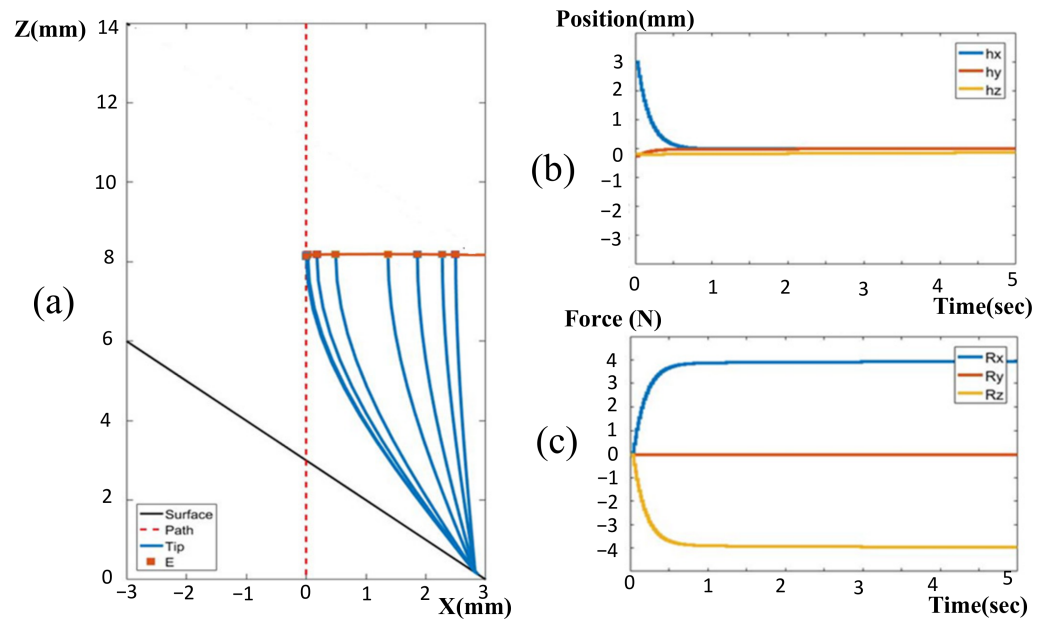 Z(mm)
14
12
10
8
6
4
2
0
−3
−2
−1
0
1
2
3
X(mm)
Surface
Path
Tip
E
(a)
Position(mm)
3
2
1
0
−1
−2
−3
0
1
2
3
4
5
Time(sec)
hx
hy
hz
(b)
Force (N)
4
3
2
1
0
−1
−2
−3
−4
0
1
2
3
4
5
Time(sec)
Rx
Ry
Rz
(c)